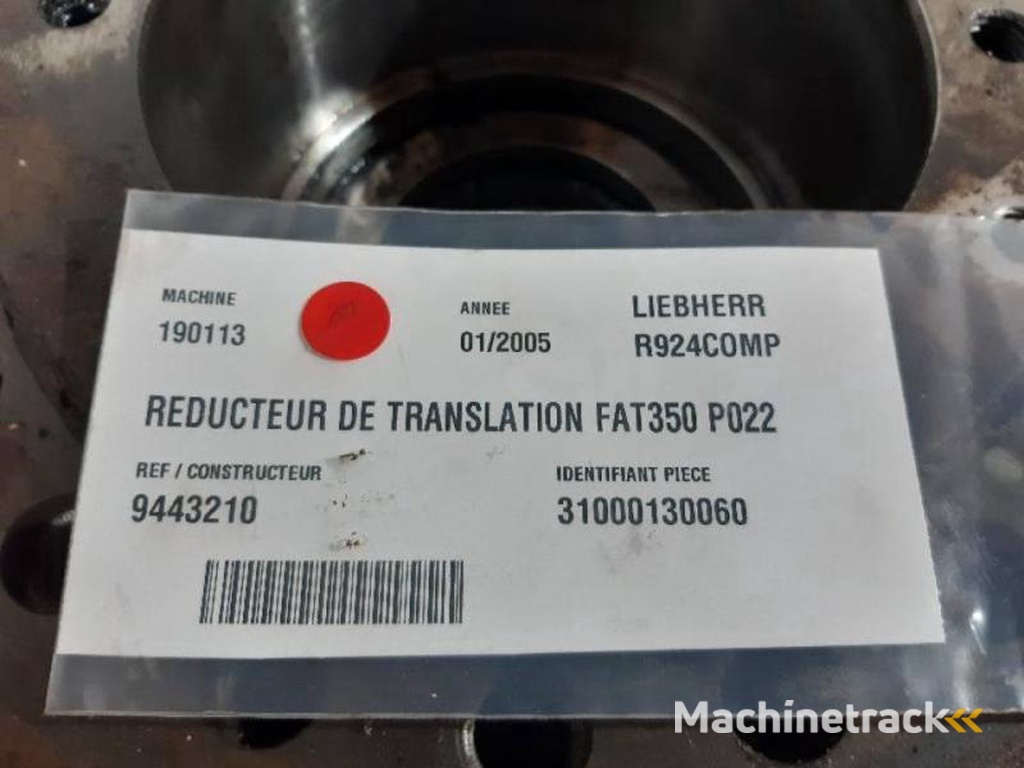 MACHINE
190113
ANNEE
01/2005
LIEBHERR
R924COMP
REDUCTEUR DE TRANSLATION FAT350 P022
REF / CONSTRUCTEUR
9443210
IDENTIFIANT PIECE
31000130060
Machinetrack